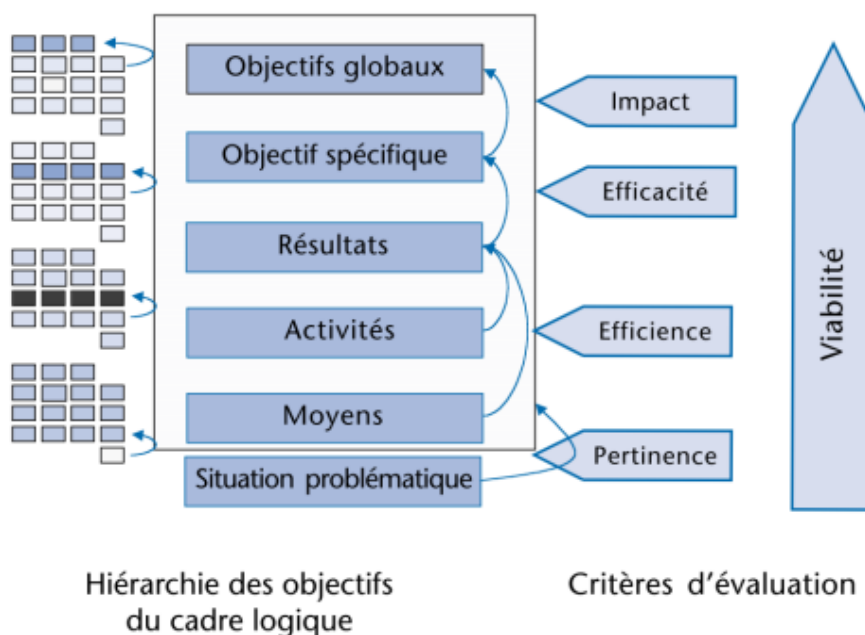 Objectifs globaux
Impact
Objectif spécifique
Efficacité
Résultats
Activités
Efficience
Moyens
Pertinence
Situation problématique
Viabilité
Hiérarchie des objectifs
du cadre logique
Critères d'évaluation